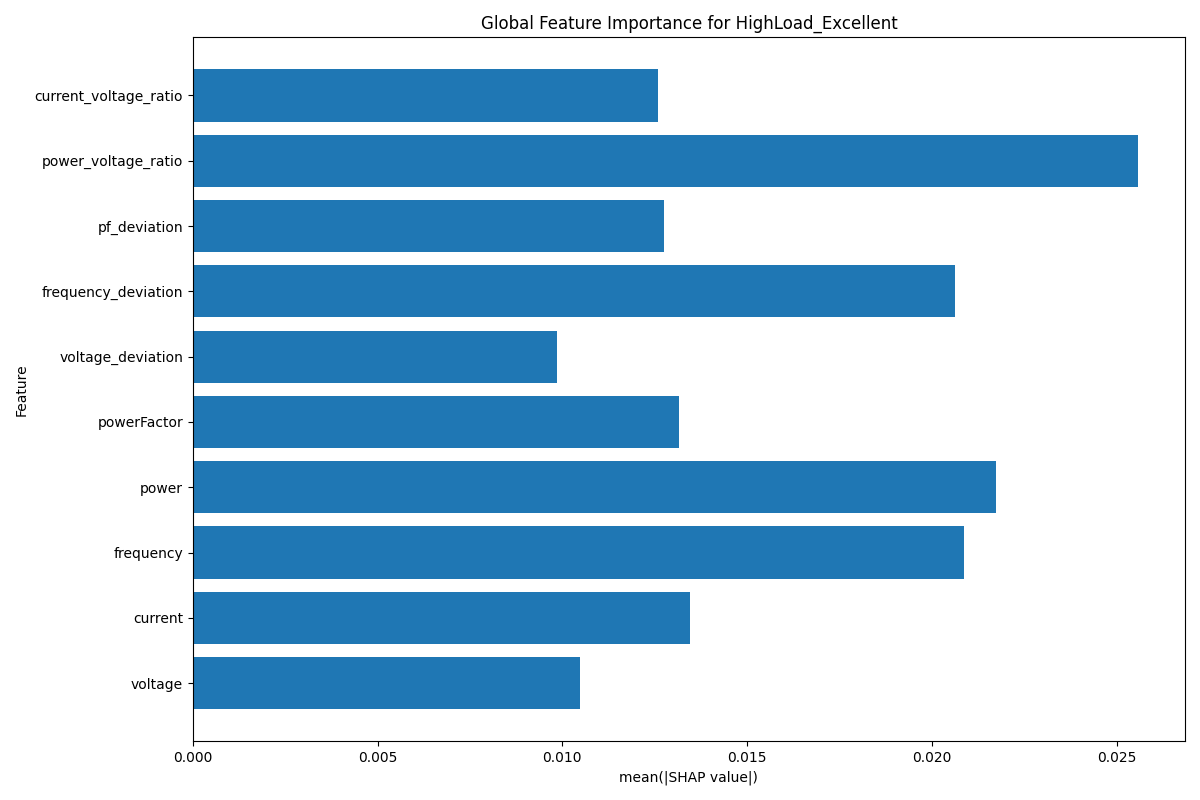 Global Feature Importance for HighLoad_Excellent
current_voltage_ratio
power_voltage_ratio
pf_deviation
frequency_deviation
voltage_deviation
powerFactor
power
frequency
current
voltage
Feature
0.000 0.005 0.010 0.015 0.020 0.025
mean(|SHAP value|)